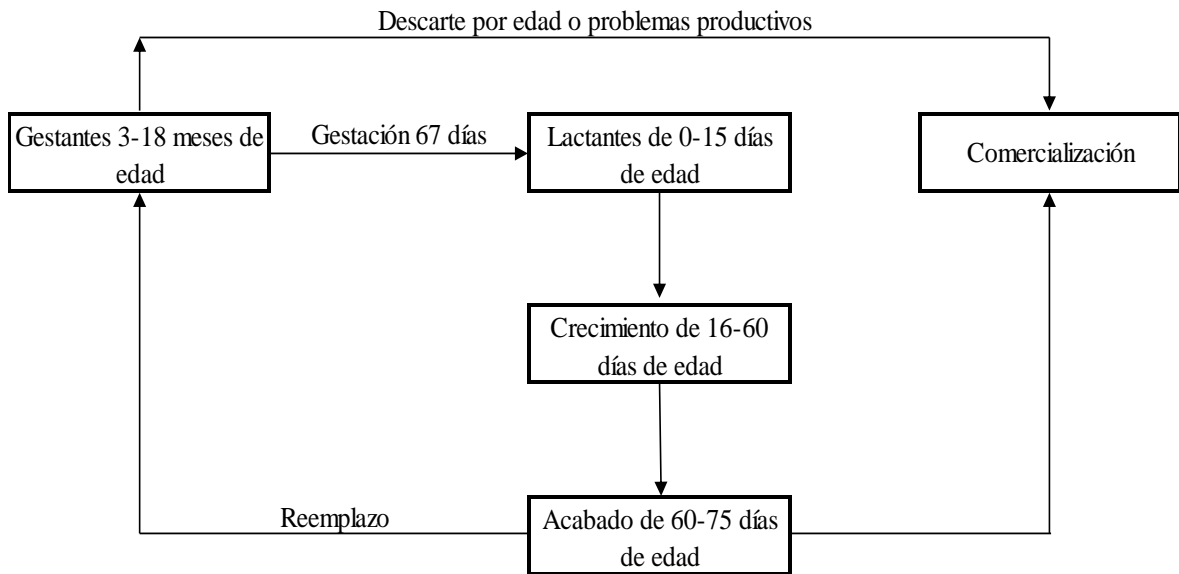 Descarte por edad o problemas productivos
Gestantes 3-18 meses de
edad
Gestación 67 días
Lactantes de 0-15 días
de edad
Comercialización
Crecimiento de 16-60
días de edad
Reemplazo
Acabado de 60-75 días
de edad